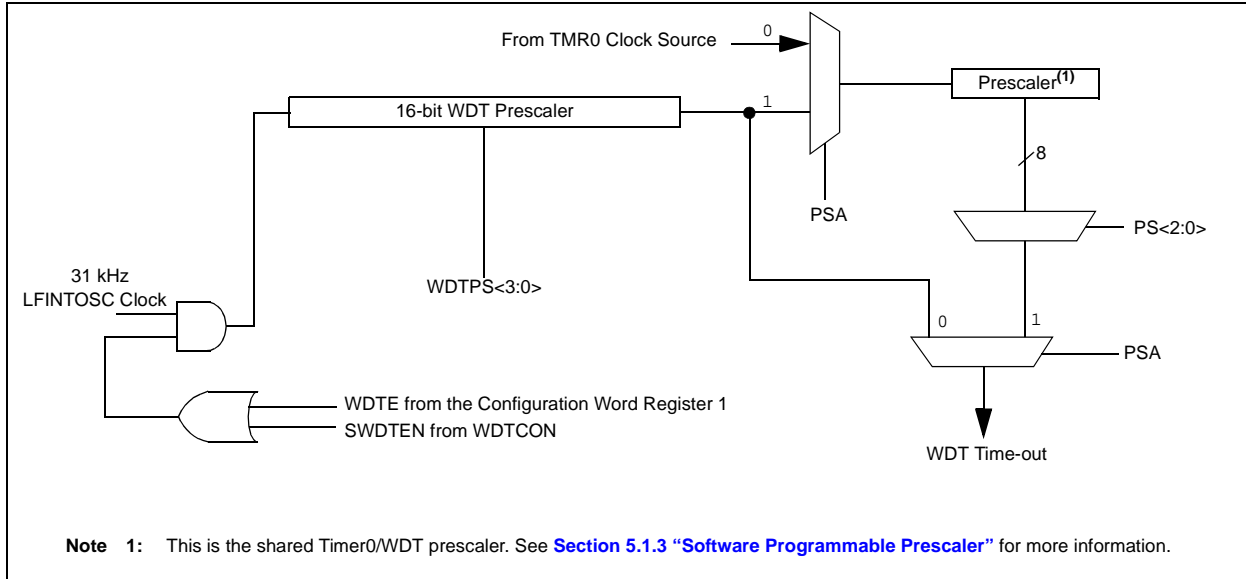 From TMR0 Clock Source
0
Prescaler(1)
16-bit WDT Prescaler
1
8
PSA
PS<2:0>
31 kHz
LFINTOSC Clock
WDTPS<3:0>
0
1
PSA
WDTE from the Configuration Word Register 1
SWDTEN from WDTCON
WDT Time-out
Note 1: This is the shared Timer0/WDT prescaler. See Section 5.1.3 “Software Programmable Prescaler” for more information.